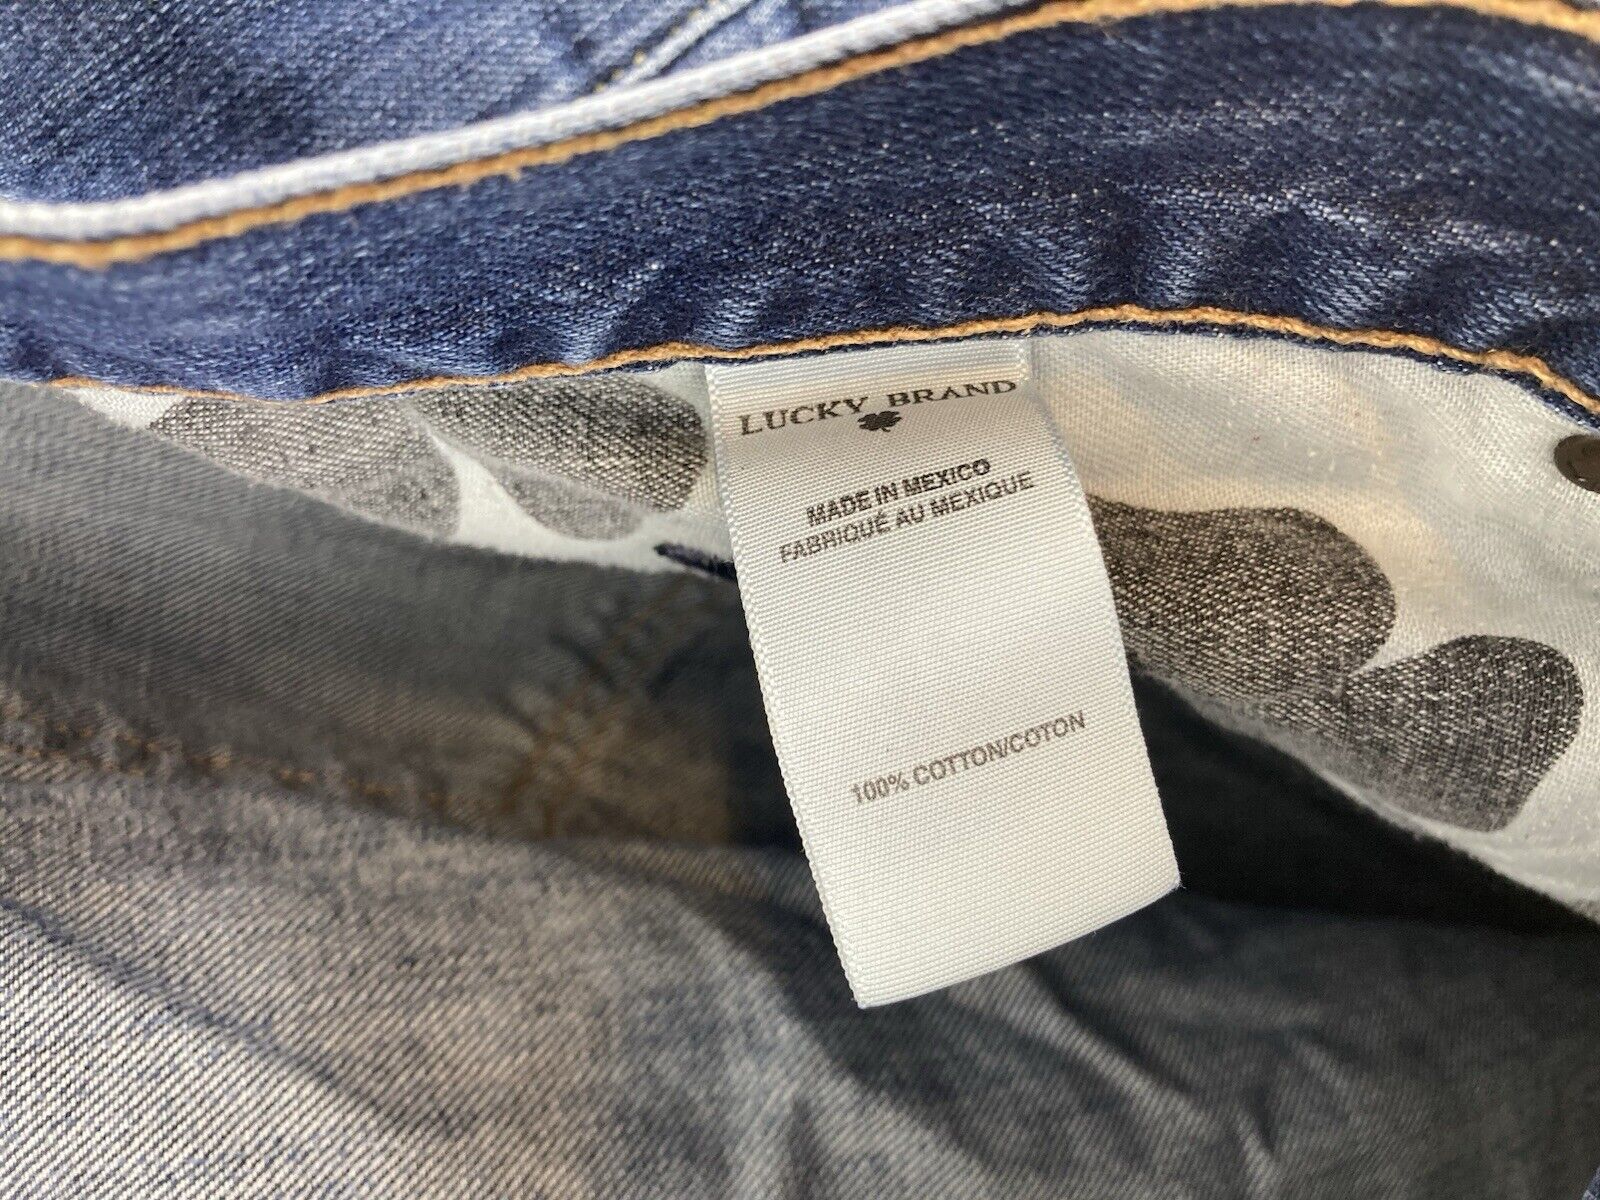 LUCKY BRAND
MADE IN MEXICO
FABRIQUÉ AU MEXIQUE
100% COTTON/COTON